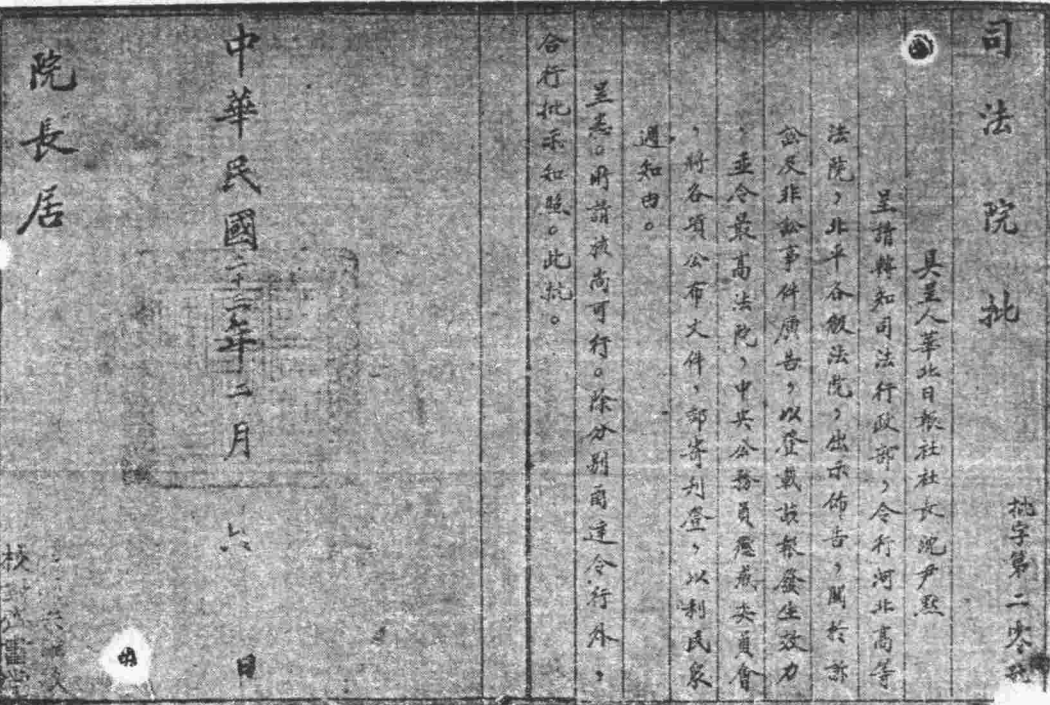 司法院批
批字第二零號
具呈人華北日報社社長沈尹默
呈請轉知司法行政部，令行河北高等
法院，北平各級法院，出示佈告，關於訴
訟及非訟事件廣告，以登載該報發生效力
，並令最高法院，中央公務員懲戒委員會
，將各項公布文件，郵寄刊登，以利民衆
週知由。
呈悉。所請核尚可行。除分別函達令行外，
合行批示知照。此批。
中華民國二十三年二月六日
院長居
校對